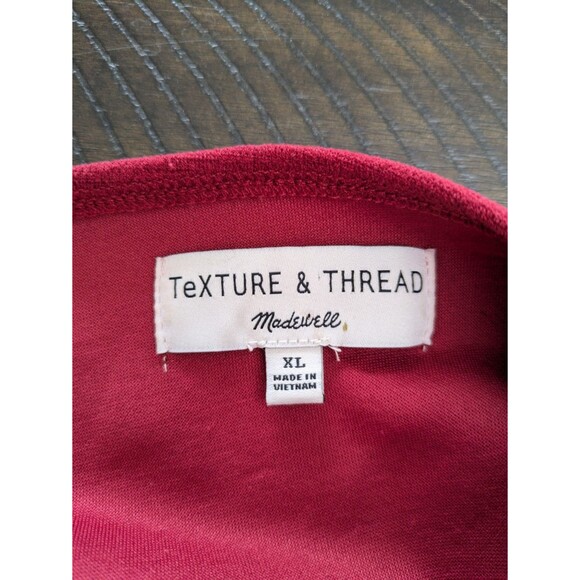 TeXTURE & THREAD
Madewell
XL
MADE IN
VIETNAM